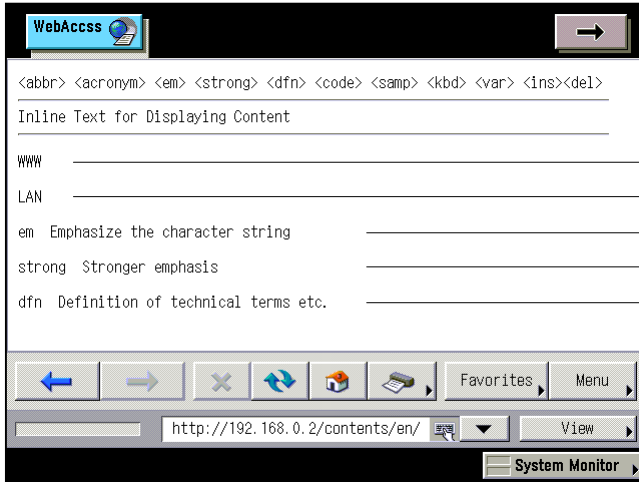 WebAccss
<abbr> <acronym> <em> <strong> <dfn> <code> <samp> <kbd> <var> <ins><del>
Inline Text for Displaying Content
WWW
LAN
em Emphasize the character string
strong Stronger emphasis
dfn Definition of technical terms etc.
Favorites Menu
http://192.168.0.2/contents/en/ View
System Monitor